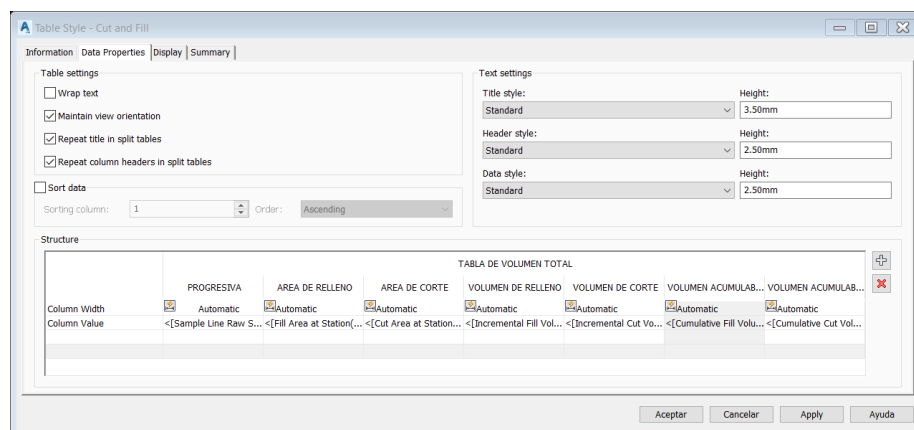 Table Style - Cut and Fill
Information Data Properties Display Summary
Table settings
Wrap text
Maintain view orientation
Repeat title in split tables
Repeat column headers in split tables
Sort data
Sorting column: 1 Order: Ascending
Text settings
Title style: Height:
Standard 3.50mm
Header style: Height:
Standard 2.50mm
Data style: Height:
Standard 2.50mm
Structure
TABLA DE VOLUMEN TOTAL
PROGRESIVA AREA DE RELLENO AREA DE CORTE VOLUMEN DE RELLENO VOLUMEN DE CORTE VOLUMEN ACUMULAB... VOLUMEN ACUMULAB...
Column Width Automatic Automatic Automatic Automatic Automatic Automatic Automatic
Column Value <[Sample Line Raw S... <[Fill Area at Station(... <[Cut Area at Station... <[Incremental Fill Vol... <[Incremental Cut Vo... <[Cumulative Fill Volu... <[Cumulative Cut Vol...
Aceptar Cancelar Apply Ayuda